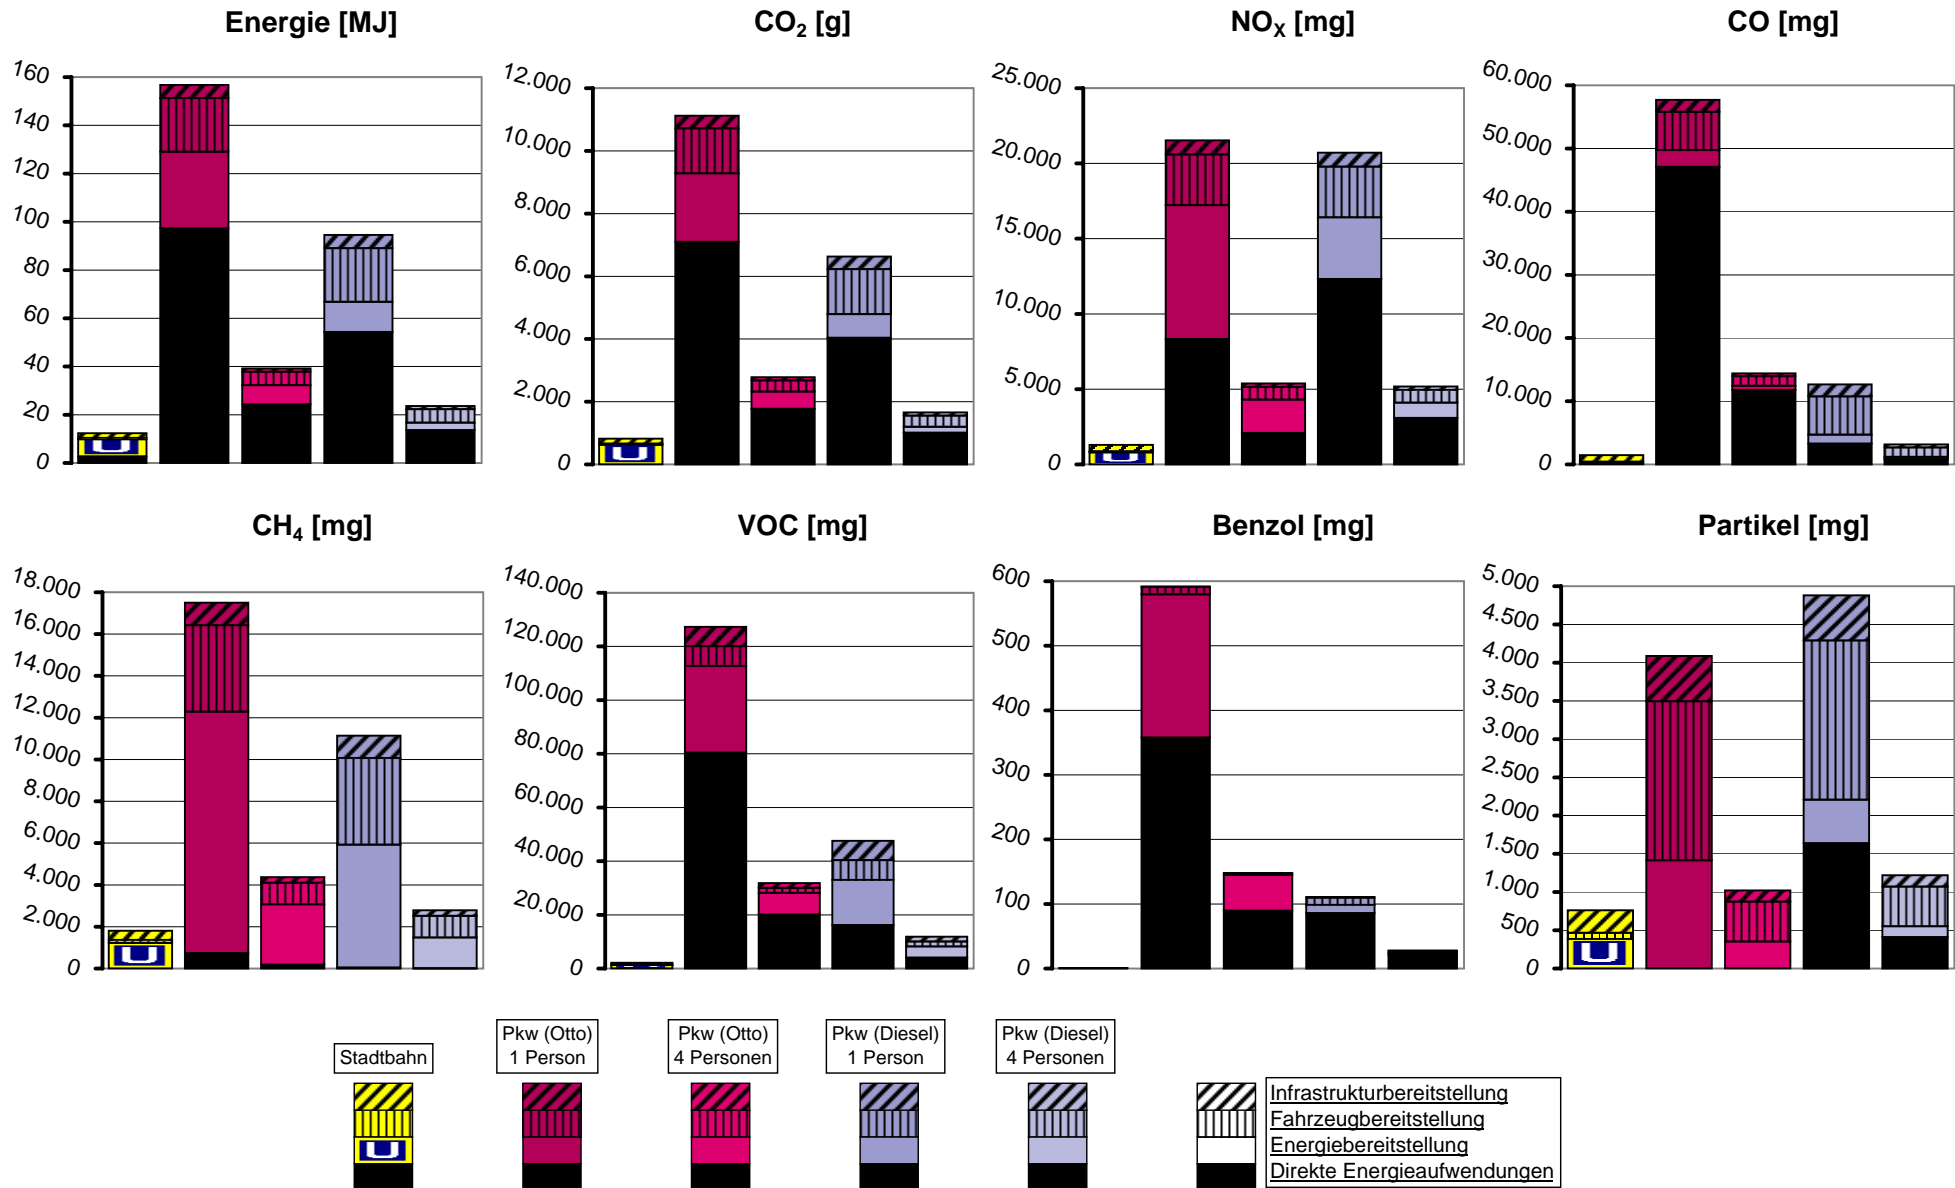 Energie [MJ]
CO₂ [g]
NOX [mg]
CO [mg]
160
140
120
100
80
60
40
20
0
12.000
10.000
8.000
6.000
4.000
2.000
0
25.000
20.000
15.000
10.000
5.000
0
60.000
50.000
40.000
30.000
20.000
10.000
0
U
U
U
CH₄ [mg]
VOC [mg]
Benzol [mg]
Partikel [mg]
18.000
16.000
14.000
12.000
10.000
8.000
6.000
4.000
2.000
0
140.000
120.000
100.000
80.000
60.000
40.000
20.000
0
600
500
400
300
200
100
0
5.000
4.500
4.000
3.500
3.000
2.500
2.000
1.500
1.000
500
0
U
U
U
Stadtbahn
Pkw (Otto)
1 Person
Pkw (Otto)
4 Personen
Pkw (Diesel)
1 Person
Pkw (Diesel)
4 Personen
U
Infrastrukturbereitstellung
Fahrzeugbereitstellung
Energiebereitstellung
Direkte Energieaufwendungen